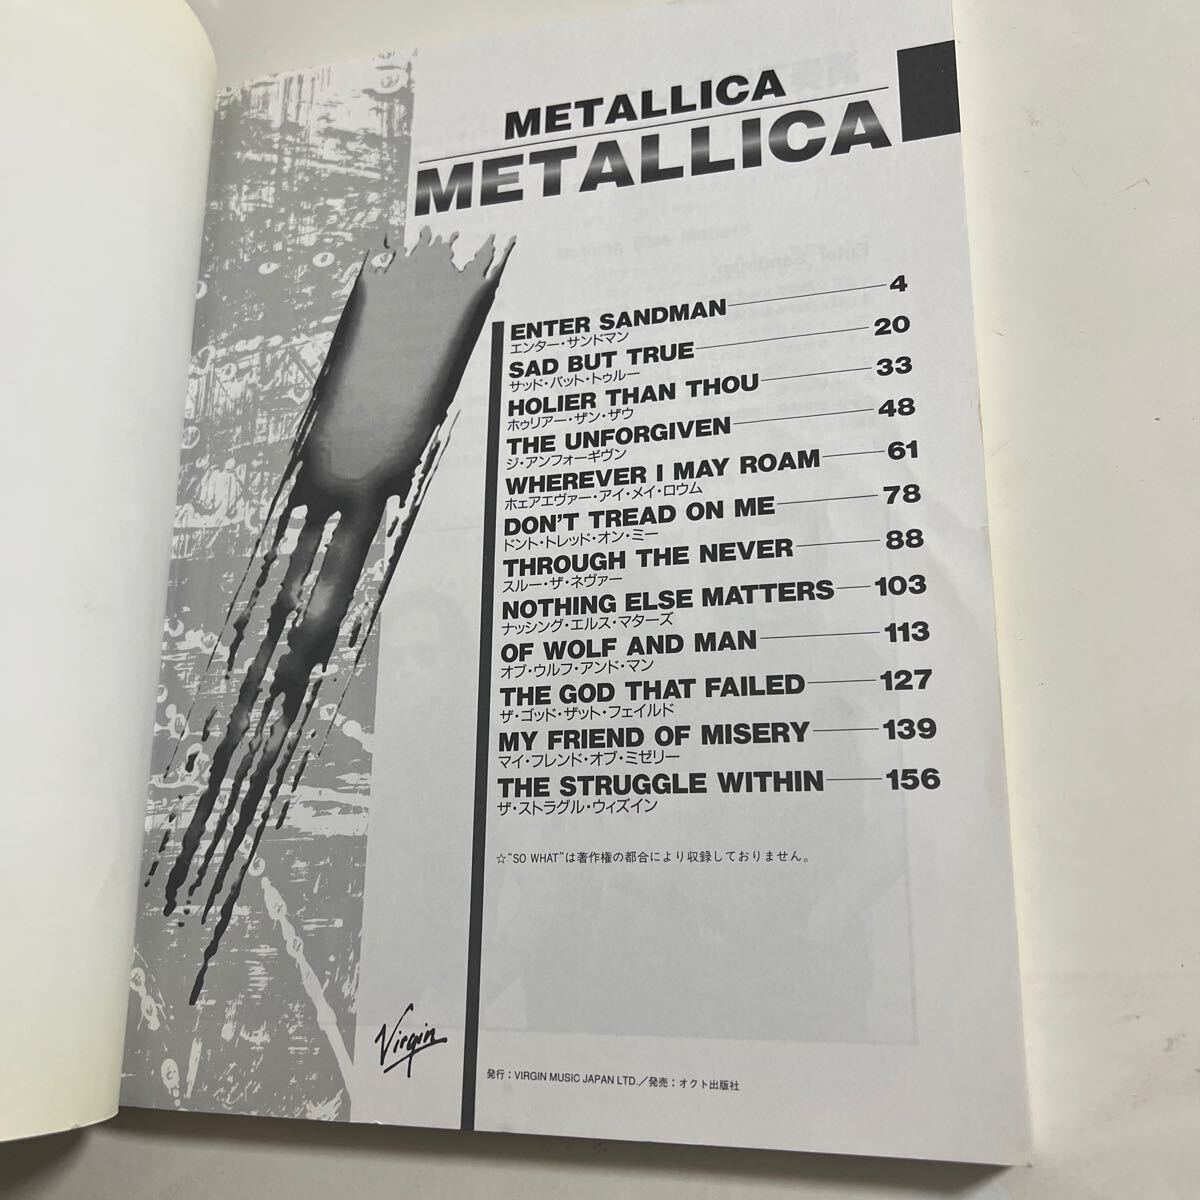 METALLICA
METALLICA
ENTER SANDMAN 4
エンター・サンドマン
SAD BUT TRUE 20
サッド・バット・トゥルー
HOLIER THAN THOU 33
ホゥリアー・ザン・ザウ
THE UNFORGIVEN 48
ジ・アンフォーギヴン
WHEREVER I MAY ROAM 61
ホェアエヴァー・アイ・メイ・ロウム
DON'T TREAD ON ME 78
ドント・トレッド・オン・ミー
THROUGH THE NEVER 88
スルー・ザ・ネヴァー
NOTHING ELSE MATTERS 103
ナッシング・エルス・マターズ
OF WOLF AND MAN 113
オブ・ウルフ・アンド・マン
THE GOD THAT FAILED 127
ザ・ゴッド・ザット・フェイルド
MY FRIEND OF MISERY 139
マイ・フレンド・オブ・ミゼリー
THE STRUGGLE WITHIN 156
ザ・ストラグル・ウィズイン
☆"SO WHAT"は著作権の都合により収録しておりません。
Virgin
発行：VIRGIN MUSIC JAPAN LTD.／発売：オクト出版社